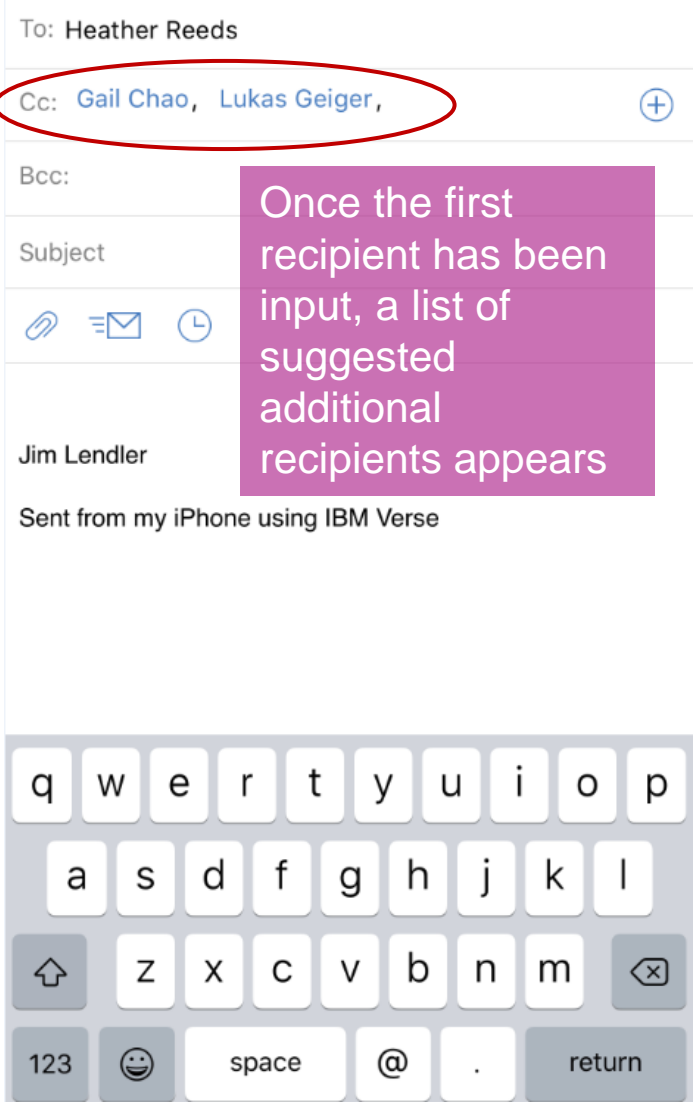 To: Heather Reeds
Cc: Gail Chao, Lukas Geiger,
Bcc:
Subject
Once the first
recipient has been
input, a list of
suggested
additional
recipients appears
Jim Lendler
Sent from my iPhone using IBM Verse
q w e r t y u i o p
a s d f g h j k l
z x c v b n m
123 space @ . return